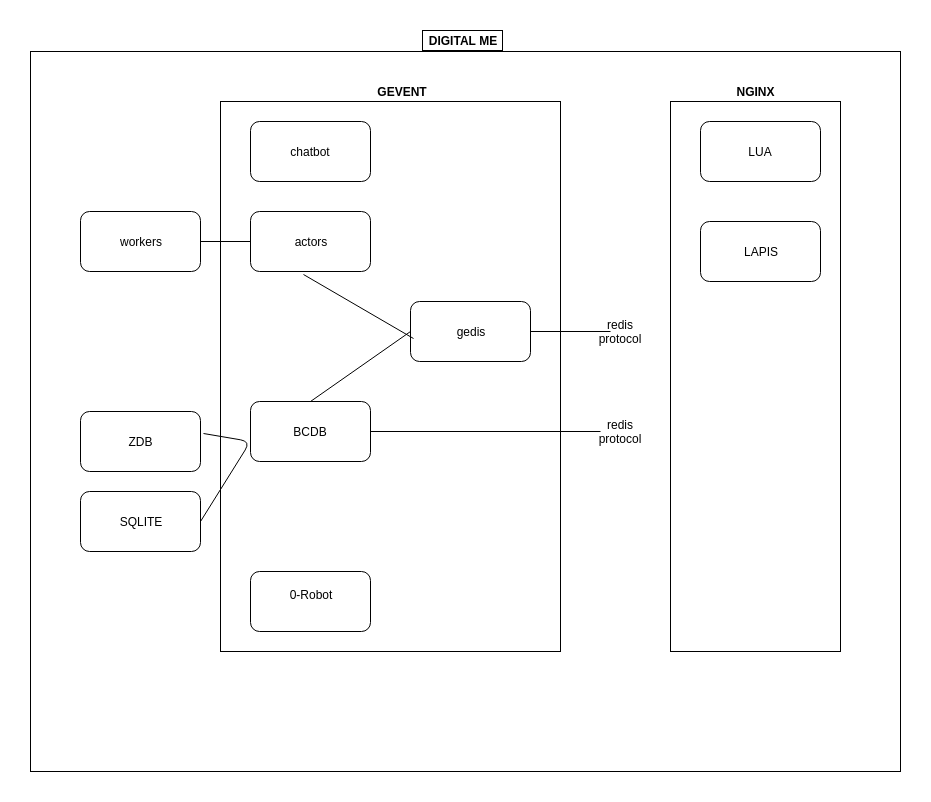 DIGITAL ME
GEVENT
NGINX
chatbot
LUA
workers
actors
LAPIS
gedis
redis
protocol
ZDB
BCDB
redis
protocol
SQLITE
0-Robot